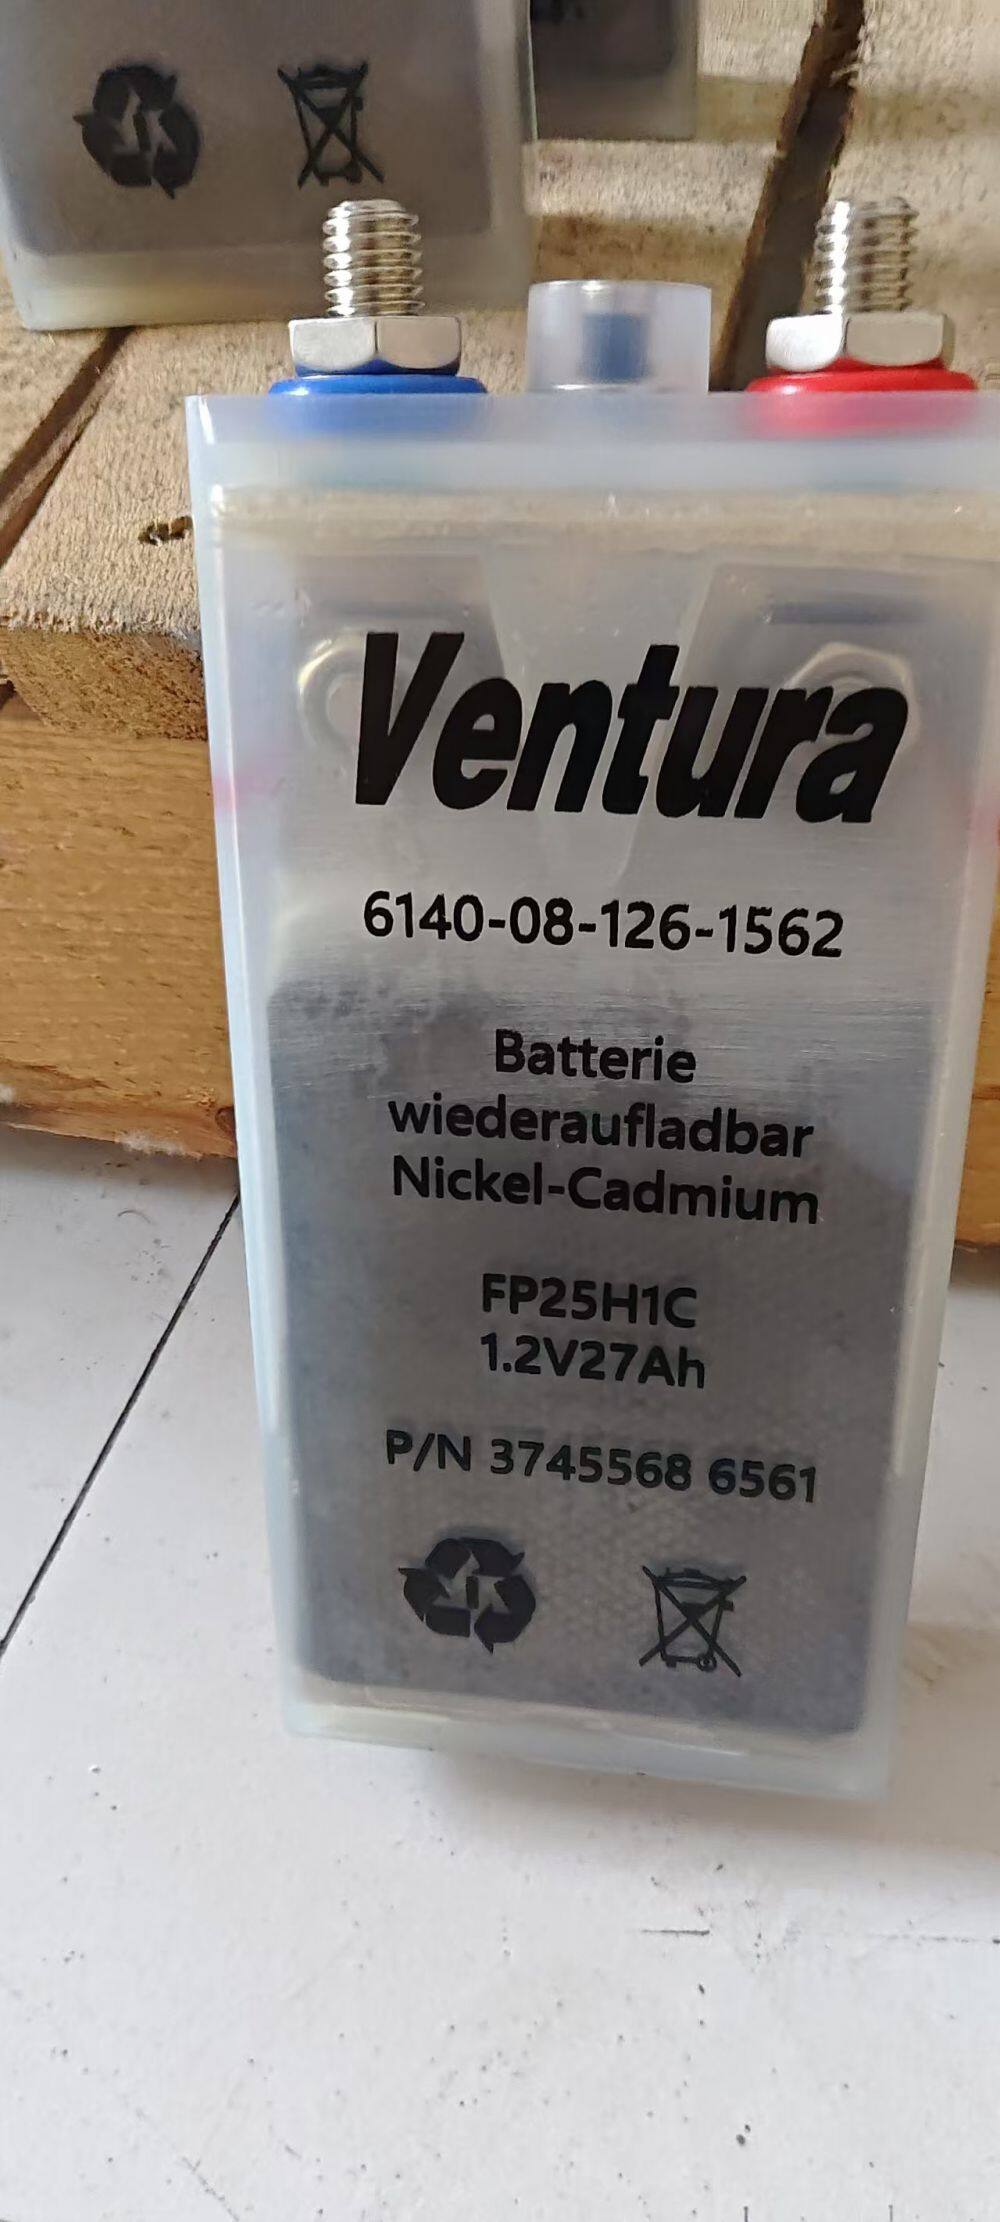 Ventura
6140-08-126-1562
Batterie
wiederaufladbar
Nickel-Cadmium
FP25H1C
1.2V27Ah
P/N 3745568 6561